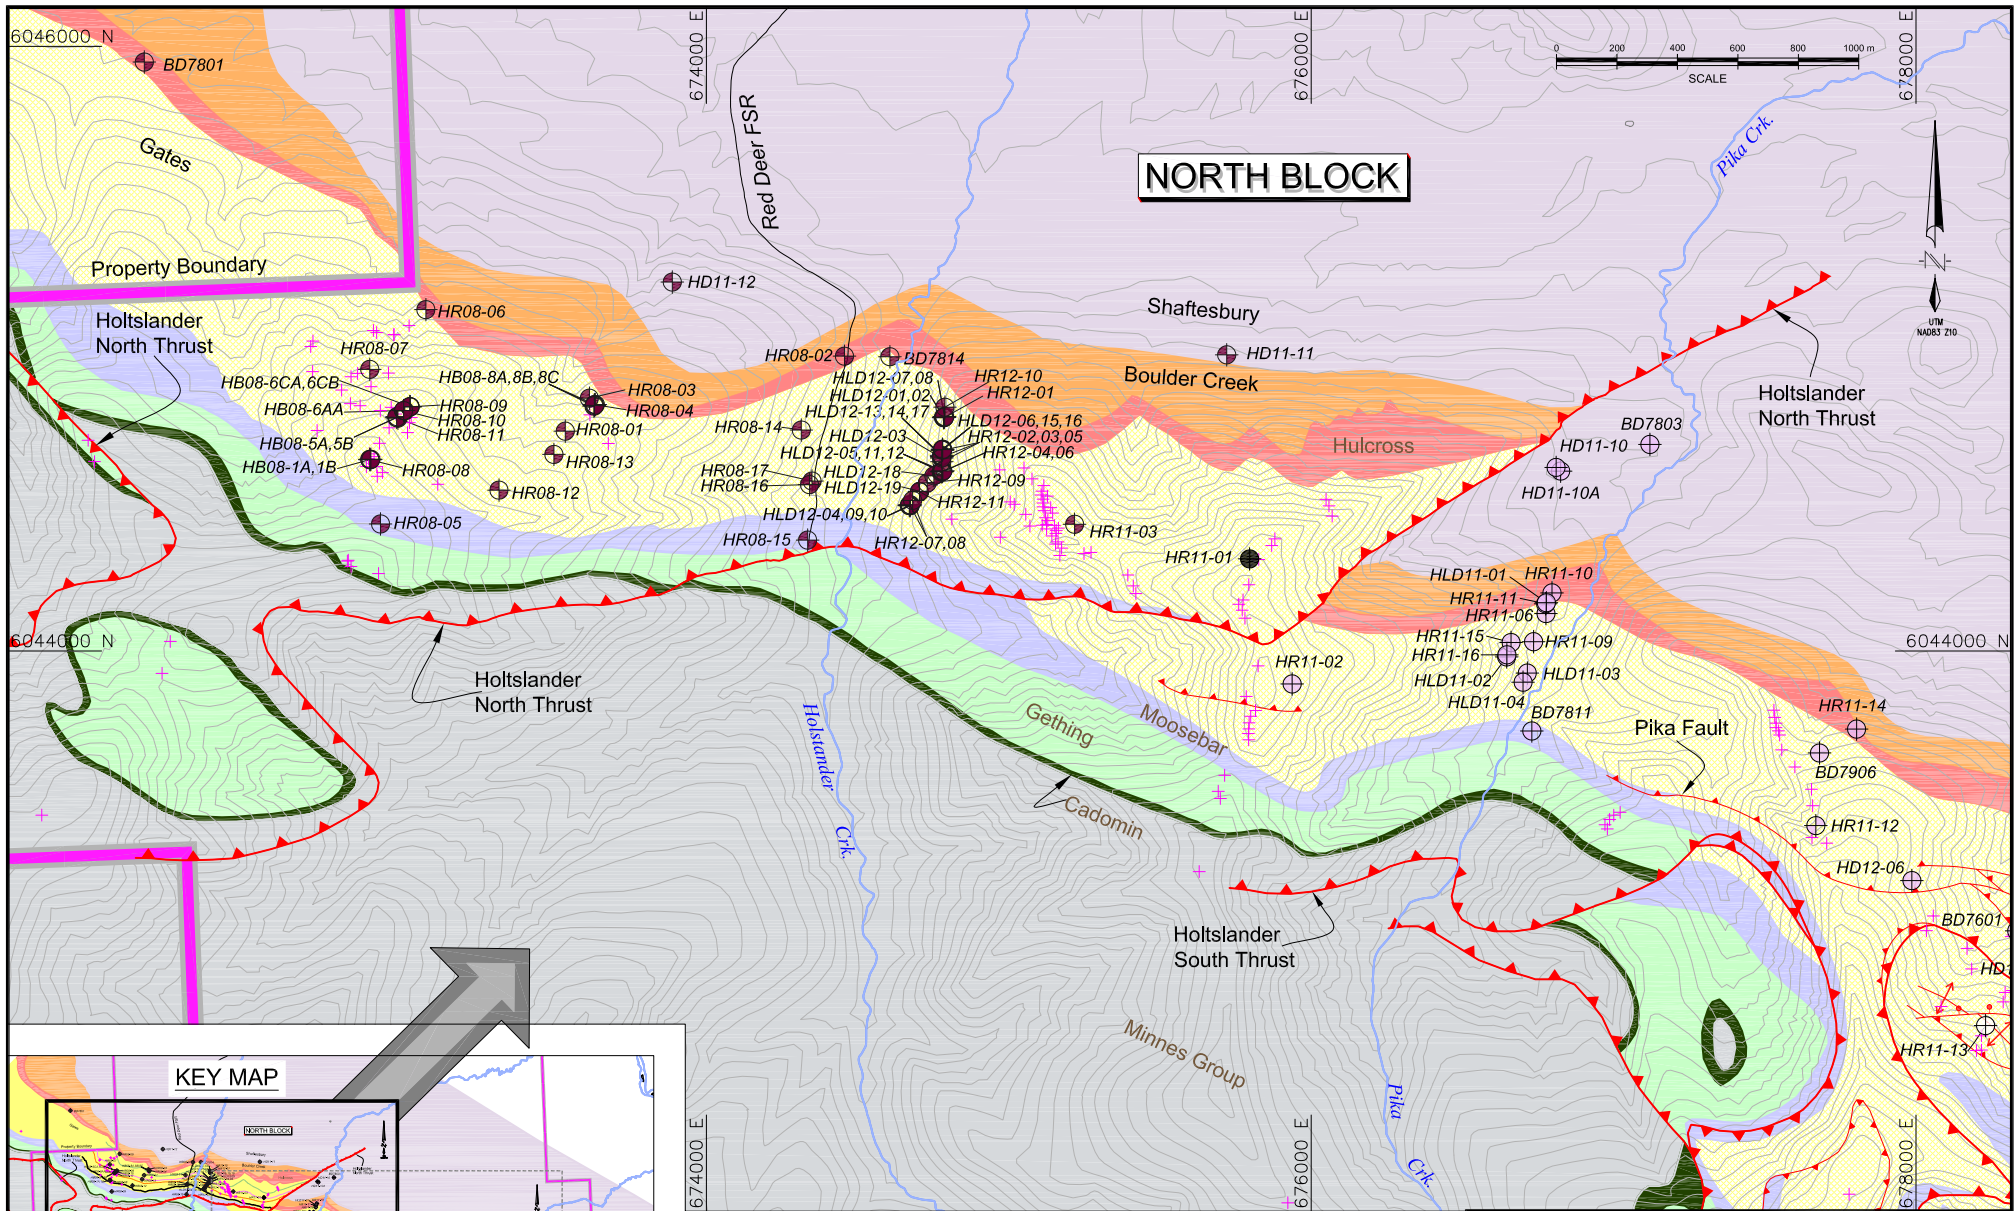 6046000 N
674000 E
676000 E
678000 E
0 200 400 600 800 1000 m
SCALE
BD7801
Gates
Red Deer FSR
Pika Crk.
NORTH BLOCK
N
UTM
NAD83 Z10
Property Boundary
HD11-12
Shaftesbury
HR08-06
Holtslander
North Thrust
HR08-07
HR08-02
BD7814
HD11-11
Boulder Creek
HB08-6CA,6CB
HB08-8A,8B,8C
HR08-03
HLD12-07,08
HR12-10
HLD12-01,02
HR12-01
Holtslander
North Thrust
HB08-6AA
HR08-09
HR08-04
HLD12-13,14,17
HR08-10
HLD12-06,15,16
HR08-11
HR08-01
HR08-14
HLD12-03
HR12-02,03,05
BD7803
HB08-5A,5B
HLD12-05,11,12
HR12-04,06
Hulcross
HD11-10
HB08-1A,1B
HR08-08
HR08-13
HR08-17
HLD12-18
HR08-16
HLD12-19
HR12-09
HR08-12
HR12-11
HD11-10A
HLD12-04,09,10
HR08-05
HR08-15
HR12-07,08
HR11-03
HR11-01
HLD11-01
HR11-10
HR11-11
HR11-06
6044000 N
HR11-15
HR11-09
6044000 N
HR11-16
HR11-02
HLD11-02
HLD11-03
HLD11-04
Holtslander
North Thrust
Holstander
Crk.
Gething
Moosebar
BD7811
Pika Fault
HR11-14
BD7906
Cadomin
HR11-12
HD12-06
Holtslander
South Thrust
BD7601
HD1
Minnes Group
HR11-13
KEY MAP
NORTH BLOCK
Pika
Crk.
674000 E
676000 E
678000 E